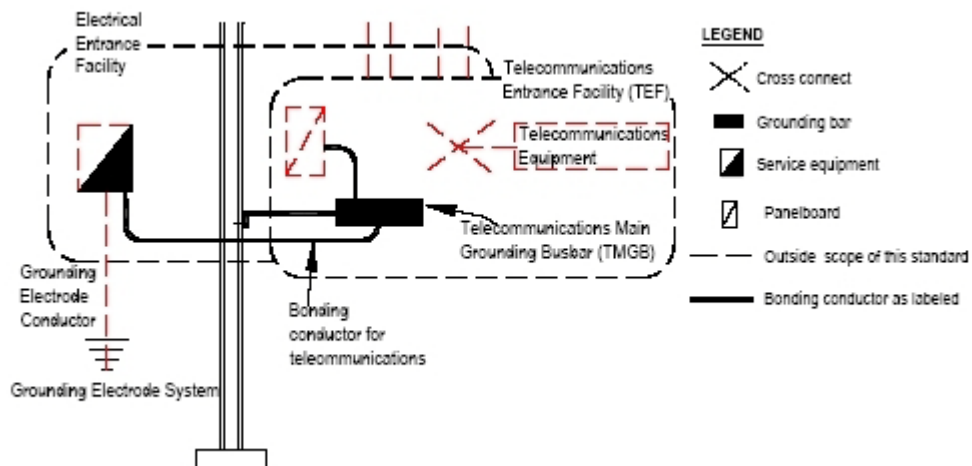 Electrical
Entrance
Facility
Telecommunications
Entrance Facility (TEF)
Telecommunications
Equipment
Telecommunications Main
Grounding Busbar (TMGB)
Grounding
Electrode
Conductor
Bonding
conductor for
telecommunications
Grounding Electrode System
LEGEND
Cross connect
Grounding bar
Service equipment
Panelboard
Outside scope of this standard
Bonding conductor as labeled